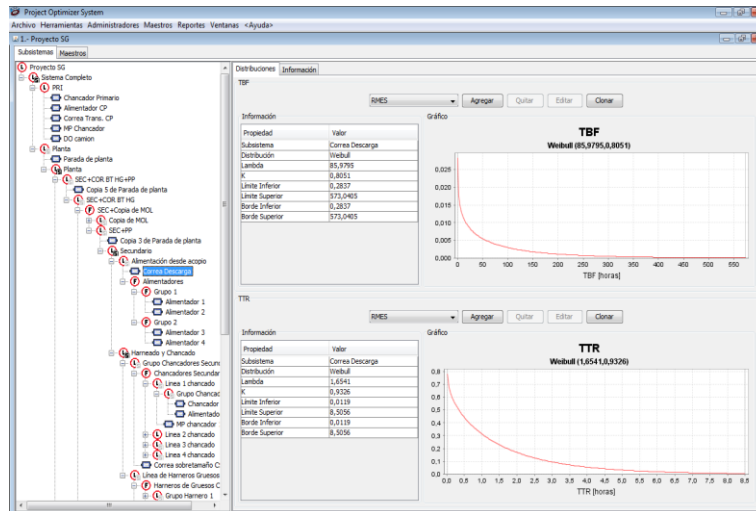 Project Optimizer System
Archivo Herramientas Administradores Maestros Reportes Ventanas <Ayuda>
1.- Proyecto SG
Subsistemas Maestros
Proyecto SG
Sistema Completo
PRI
Chancador Primario
Alimentador CP
Correa Trans. CP
MP Chancador
DO camion
Planta
Parada de planta
Planta
SEC+COR BT HG+PP
Copia 5 de Parada de planta
SEC+COR BT HG
SEC+Copia de MOL
Copia de MOL
SEC+PP
Copia 3 de Parada de planta
Secundario
Alimentación desde acopio
Correa Descarga
Alimentadores
Grupo 1
Alimentador 1
Alimentador 2
Grupo 2
Alimentador 3
Alimentador 4
Harneado y Chancado
Grupo Chancadores Secun
Chancadores Secundar
Linea 1 chancado
Grupo Chancad
Chancador
Alimentado
MP chancador
Linea 2 chancado
Linea 3 chancado
Linea 4 chancado
Correa sobretamaño C
Linea de Harneros Gruesos
Harneros de Gruesos C
Grupo Harnero 1
Distribuciones Información
TBF
RMES Agregar Quitar Editar Clonar
Información
Propiedad Valor
Subsistema Correa Descarga
Distribución Weibull
Lambda 85,9795
K 0,8051
Límite Inferior 0,2837
Límite Superior 573,0405
Borde Inferior 0,2837
Borde Superior 573,0405
Gráfico
TBF
Weibull (85,9795,0,8051)
0,025
0,020
0,015
0,010
0,005
0,000
0 50 100 150 200 250 300 350 400 450 500 550
TBF [horas]
TTR
RMES Agregar Quitar Editar Clonar
Información
Propiedad Valor
Subsistema Correa Descarga
Distribución Weibull
Lambda 1,6541
K 0,9326
Límite Inferior 0,0119
Límite Superior 8,5056
Borde Inferior 0,0119
Borde Superior 8,5056
Gráfico
TTR
Weibull (1,6541,0,9326)
0,8
0,7
0,6
0,5
0,4
0,3
0,2
0,1
0,0
0,0 0,5 1,0 1,5 2,0 2,5 3,0 3,5 4,0 4,5 5,0 5,5 6,0 6,5 7,0 7,5 8,0 8,5
TTR [horas]